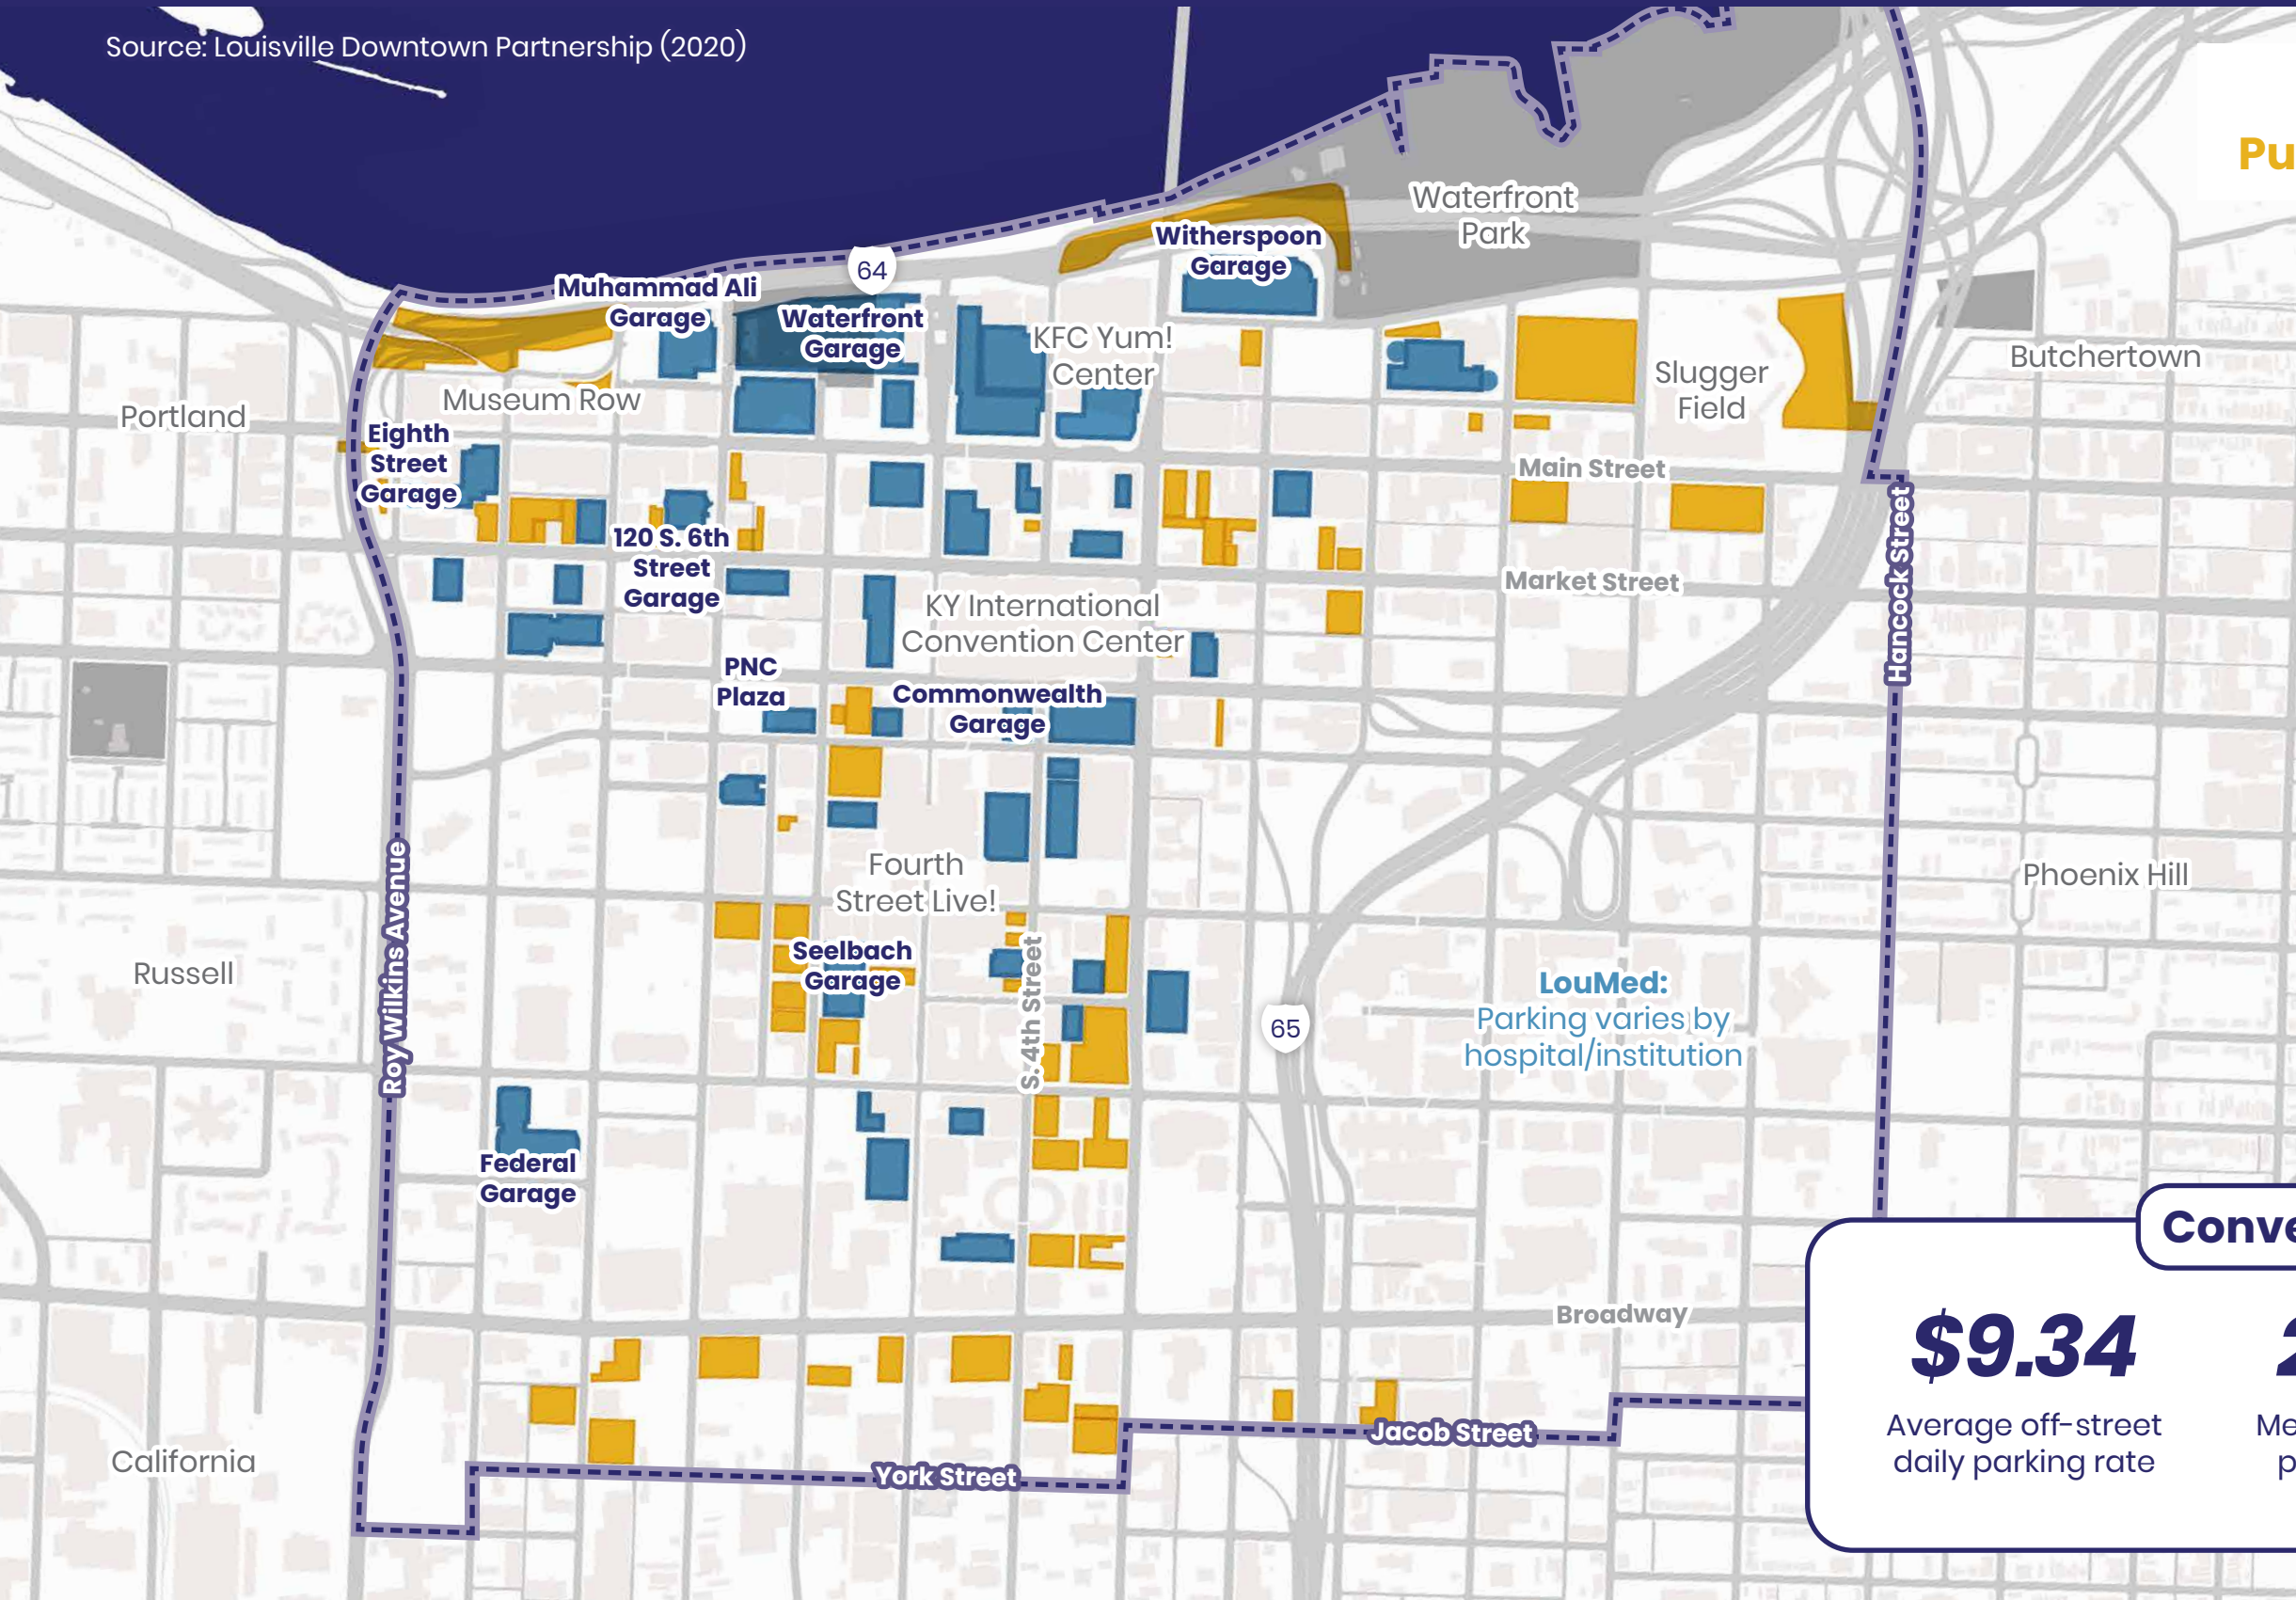 Source: Louisville Downtown Partnership (2020)
Pu
Waterfront
Park
Witherspoon
Garage
64
Muhammad Ali
Garage
Waterfront
Garage
KFC Yum!
Center
Butchertown
Slugger
Field
Museum Row
Portland
Eighth
Street
Garage
Main Street
120 S. 6th
Street
Garage
Market Street
Hancock Street
KY International
Convention Center
PNC
Plaza
Commonwealth
Garage
Fourth
Street Live!
Phoenix Hill
Roy Wilkins Avenue
Seelbach
Garage
S. 4th Street
Russell
LouMed:
Parking varies by
hospital/institution
65
Federal
Garage
Broadway
Conve
$9.34
2
Average off-street
daily parking rate
Me
p
Jacob Street
California
York Street